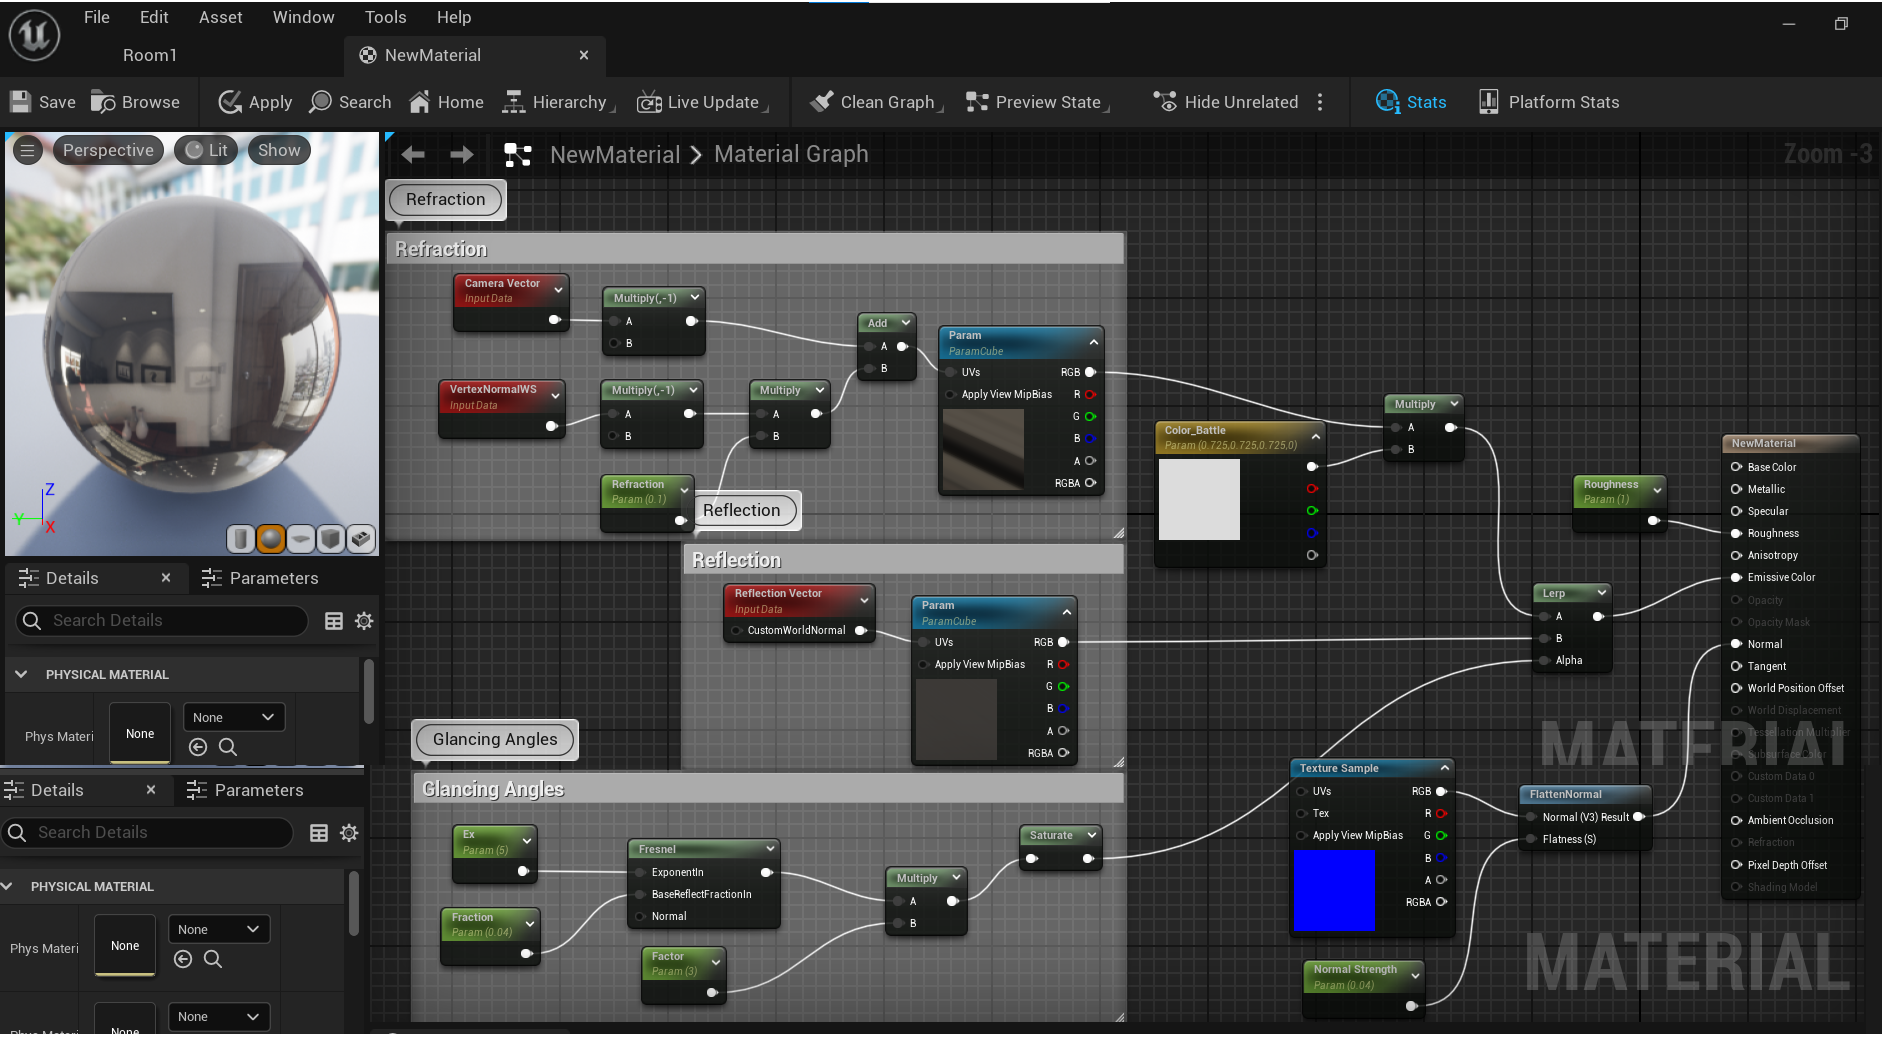 File Edit Asset Window Tools Help
Room1
NewMaterial
Save Browse Apply Search Home Hierarchy Live Update Clean Graph Preview State Hide Unrelated Stats Platform Stats
Perspective Lit Show
NewMaterial Material Graph
Zoom -3
Refraction
Refraction
Camera Vector
Input Data
Multiply(,-1)
A
B
VertexNormalWS
Input Data
Multiply(,-1)
A
B
Multiply
A
B
Add
A
B
Refraction
Param (0.1)
Param
ParamCube
UVs RGB
Apply View MipBias R
G
B
A
RGBA
Reflection
Reflection
Reflection Vector
Input Data
CustomWorldNormal
Param
ParamCube
UVs RGB
Apply View MipBias R
G
B
A
RGBA
Color_Battle
Param (0.725,0.725,0.725,0)
Multiply
A
B
Roughness
Param (1)
Lerp
A
B
Alpha
Glancing Angles
Glancing Angles
Ex
Param (5)
Fraction
Param (0.04)
Fresnel
ExponentIn
BaseReflectFractionIn
Normal
Factor
Param (3)
Multiply
A
B
Saturate
Texture Sample
UVs RGB
Tex R
Apply View MipBias G
B
A
RGBA
FlattenNormal
Normal (V3) Result
Flatness (S)
Normal Strength
Param (0.04)
NewMaterial
Base Color
Metallic
Specular
Roughness
Anisotropy
Emissive Color
Opacity
Opacity Mask
Normal
Tangent
World Position Offset
World Displacement
Tessellation Multiplier
Subsurface Color
Custom Data 0
Custom Data 1
Ambient Occlusion
Refraction
Pixel Depth Offset
Shading Model
MATERIAL
MATERIAL
Z
Y
X
Details Parameters
Search Details
PHYSICAL MATERIAL
Phys Materi None None
Details Parameters
Search Details
PHYSICAL MATERIAL
Phys Materi None None
Phys Materi None None